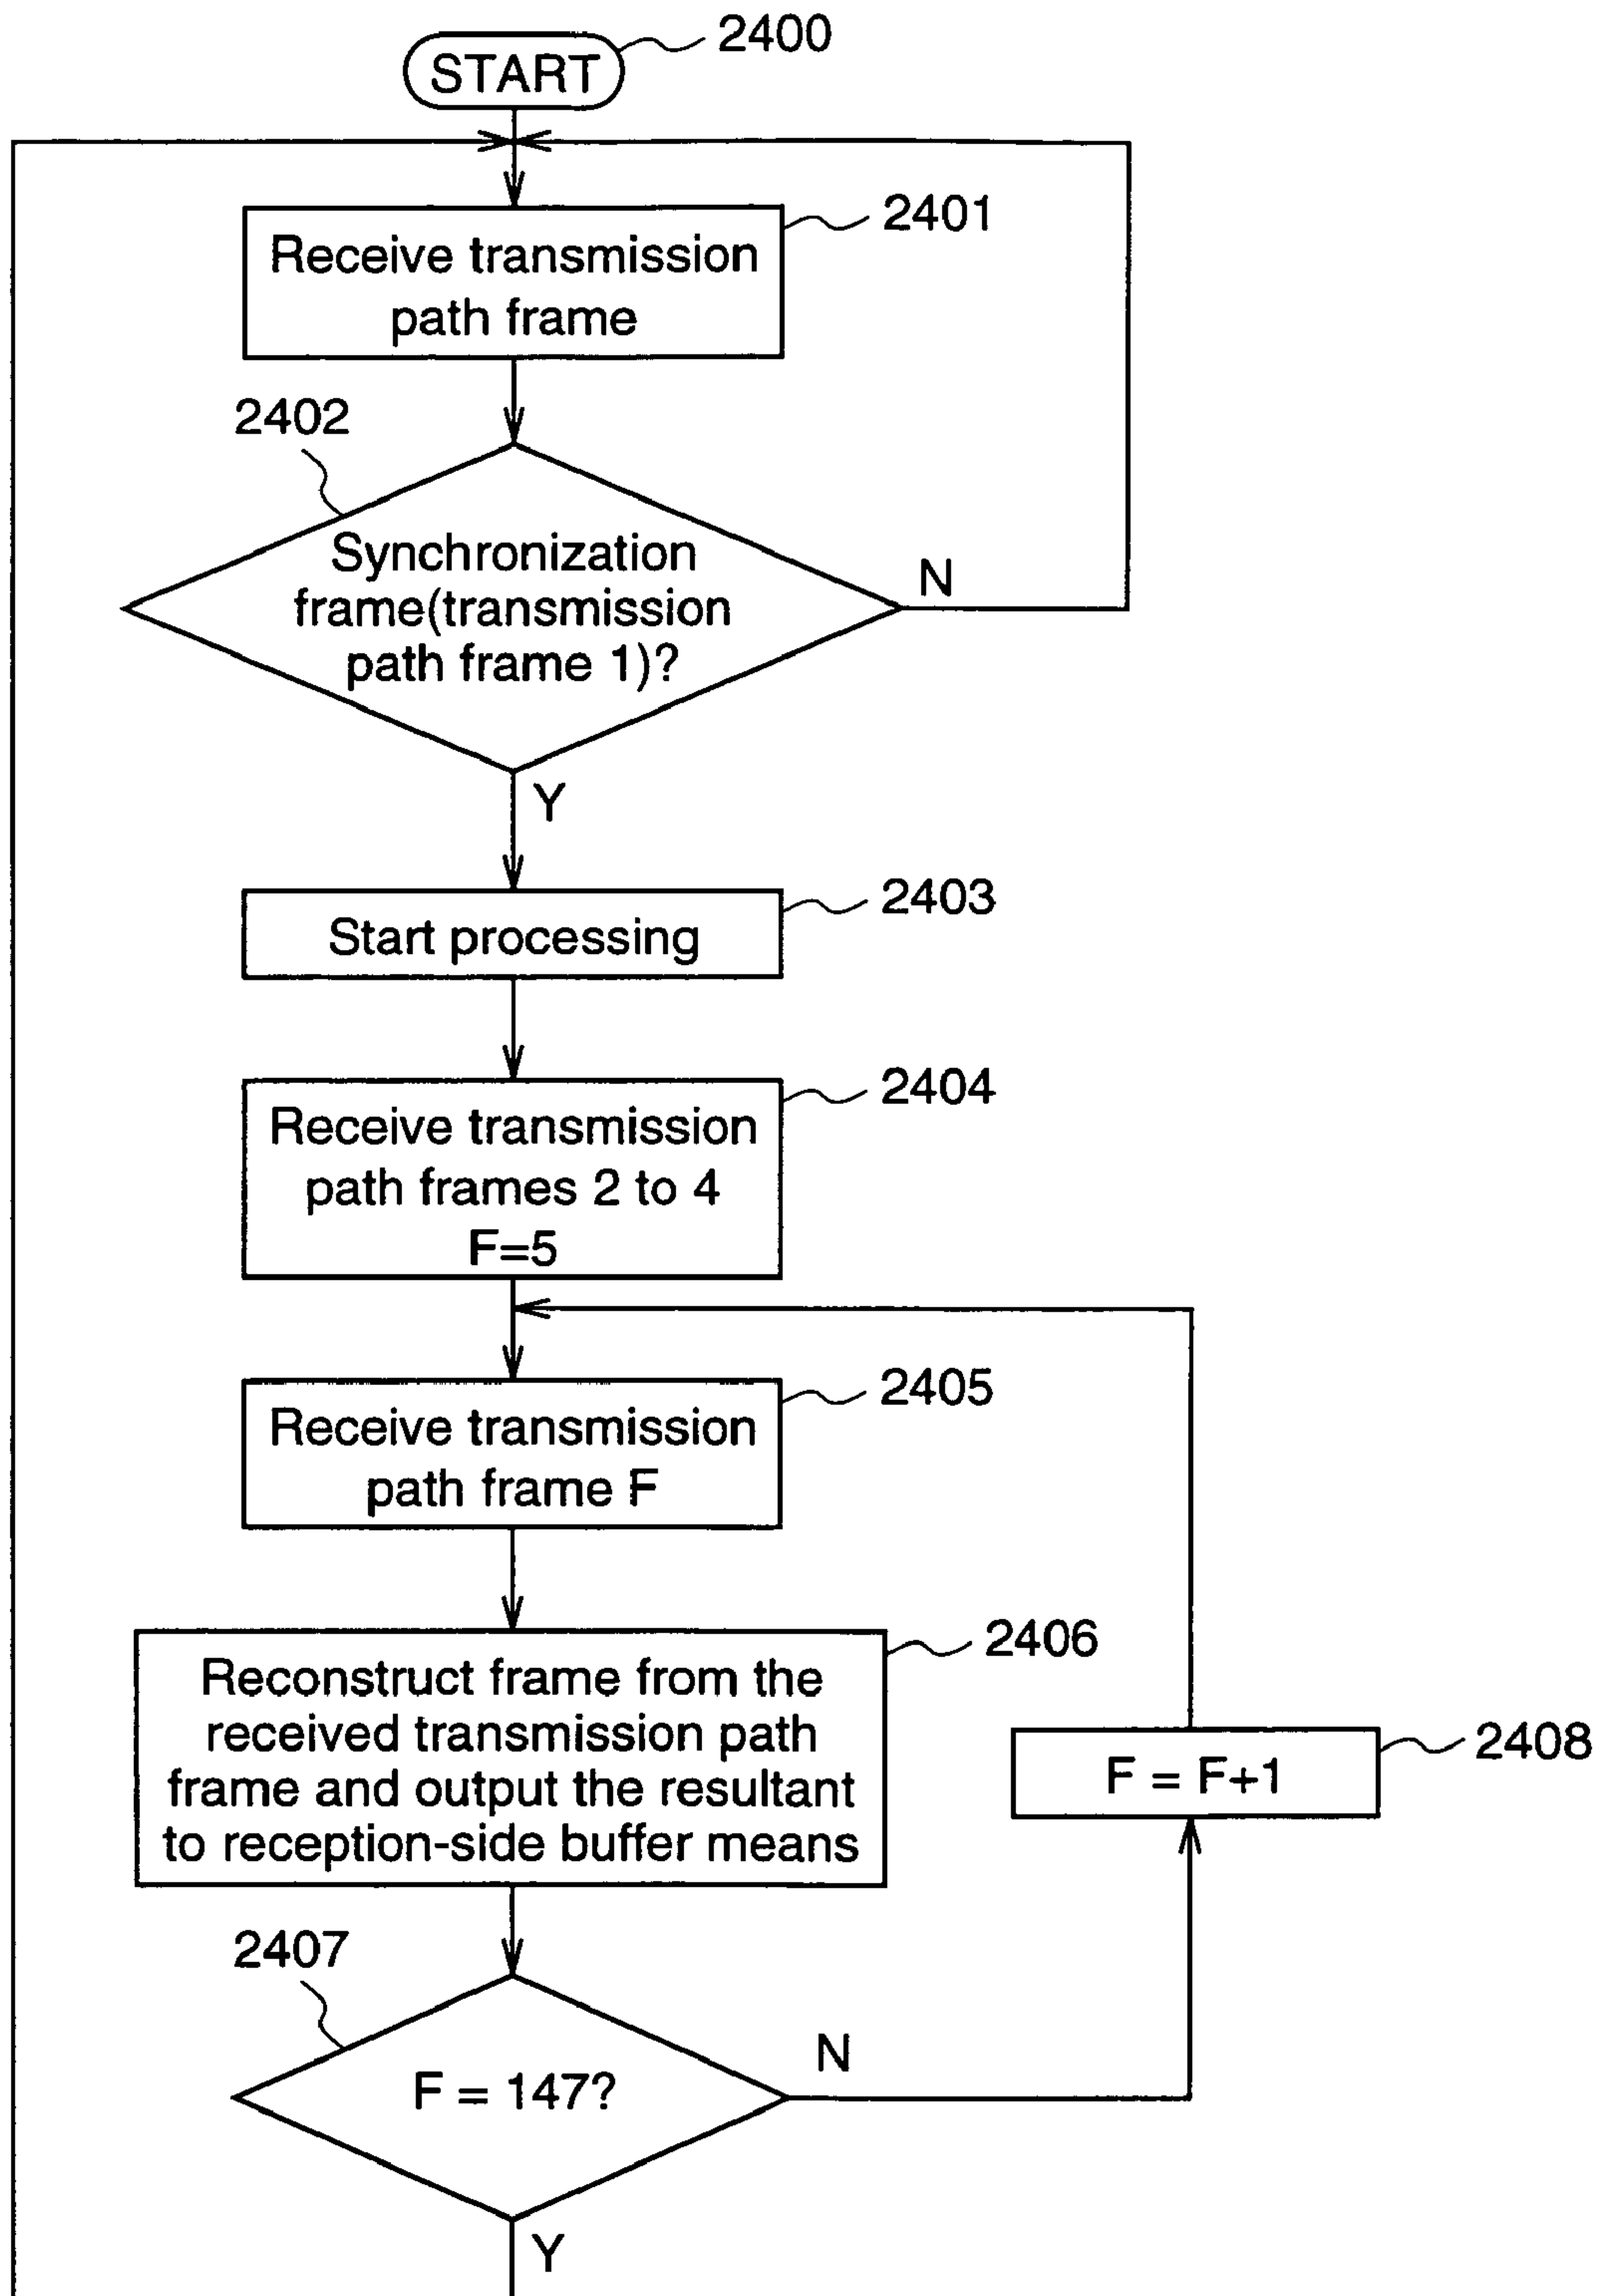 2400
START
2401
Receive transmission
path frame
2402
Synchronization
frame(transmission
path frame 1)?
N
Y
2403
Start processing
2404
Receive transmission
path frames 2 to 4
F=5
2405
Receive transmission
path frame F
2406
Reconstruct frame from the
received transmission path
frame and output the resultant
to reception-side buffer means
2408
F = F+1
2407
F = 147?
N
Y